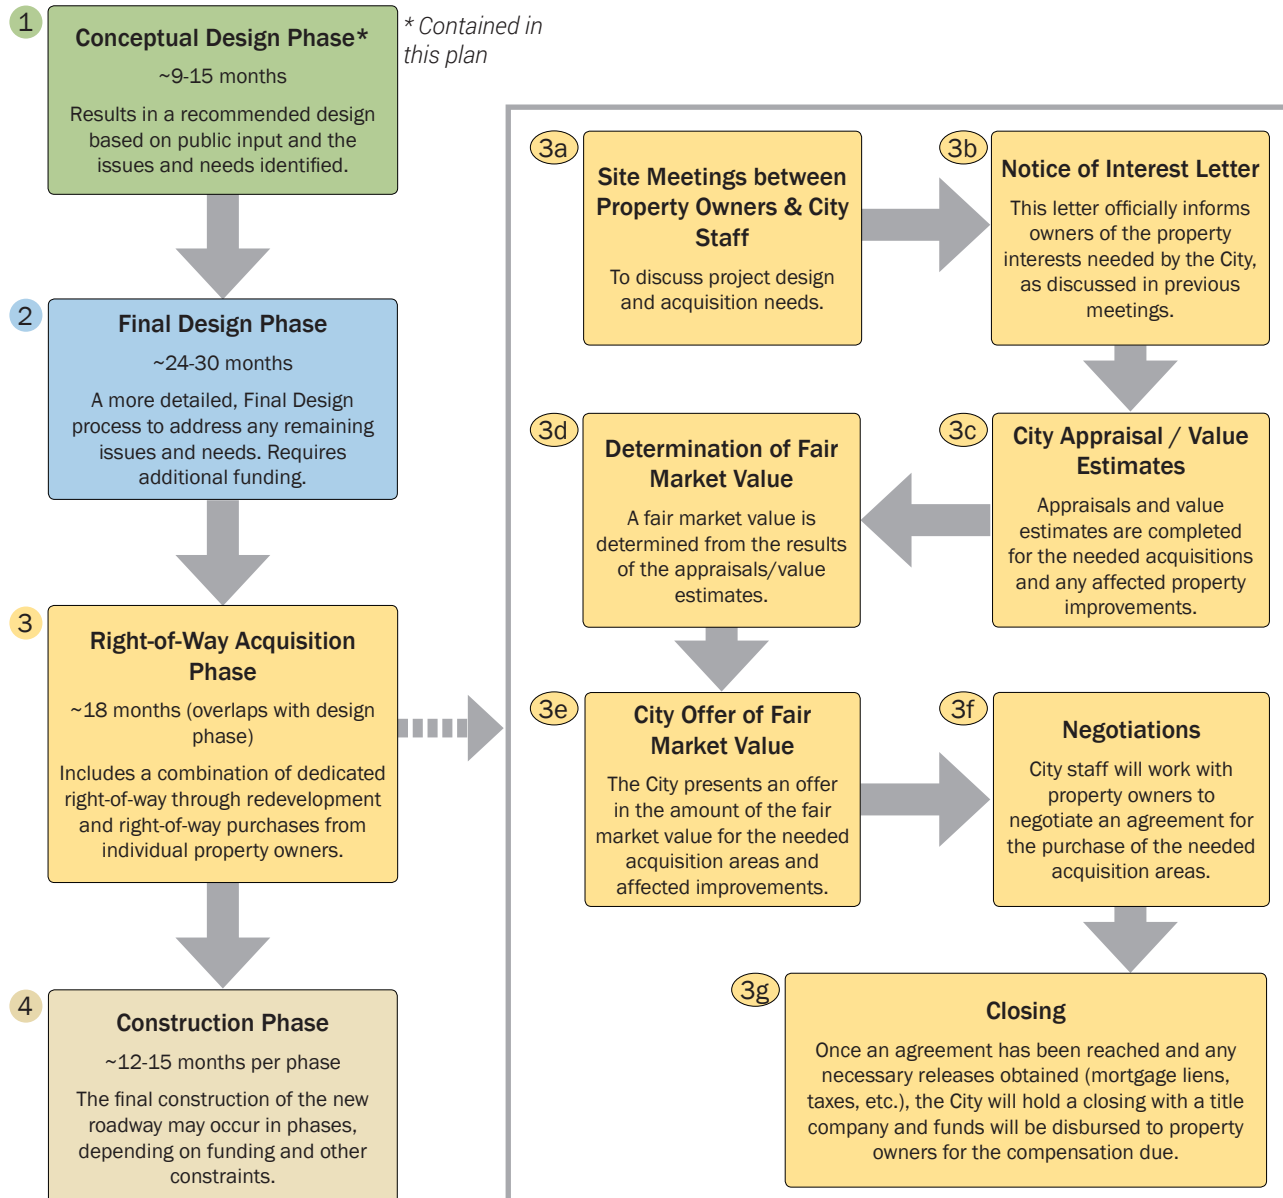 1
Conceptual Design Phase*
~9-15 months
Results in a recommended design
based on public input and the
issues and needs identified.
* Contained in
this plan
2
Final Design Phase
~24-30 months
A more detailed, Final Design
process to address any remaining
issues and needs. Requires
additional funding.
3
Right-of-Way Acquisition
Phase
~18 months (overlaps with design
phase)
Includes a combination of dedicated
right-of-way through redevelopment
and right-of-way purchases from
individual property owners.
4
Construction Phase
~12-15 months per phase
The final construction of the new
roadway may occur in phases,
depending on funding and other
constraints.
3a
Site Meetings between
Property Owners & City
Staff
To discuss project design
and acquisition needs.
3b
Notice of Interest Letter
This letter officially informs
owners of the property
interests needed by the City,
as discussed in previous
meetings.
3c
City Appraisal / Value
Estimates
Appraisals and value
estimates are completed
for the needed acquisitions
and any affected property
improvements.
3d
Determination of Fair
Market Value
A fair market value is
determined from the results
of the appraisals/value
estimates.
3e
City Offer of Fair
Market Value
The City presents an offer
in the amount of the fair
market value for the needed
acquisition areas and
affected improvements.
3f
Negotiations
City staff will work with
property owners to
negotiate an agreement for
the purchase of the needed
acquisition areas.
3g
Closing
Once an agreement has been reached and any
necessary releases obtained (mortgage liens,
taxes, etc.), the City will hold a closing with a title
company and funds will be disbursed to property
owners for the compensation due.